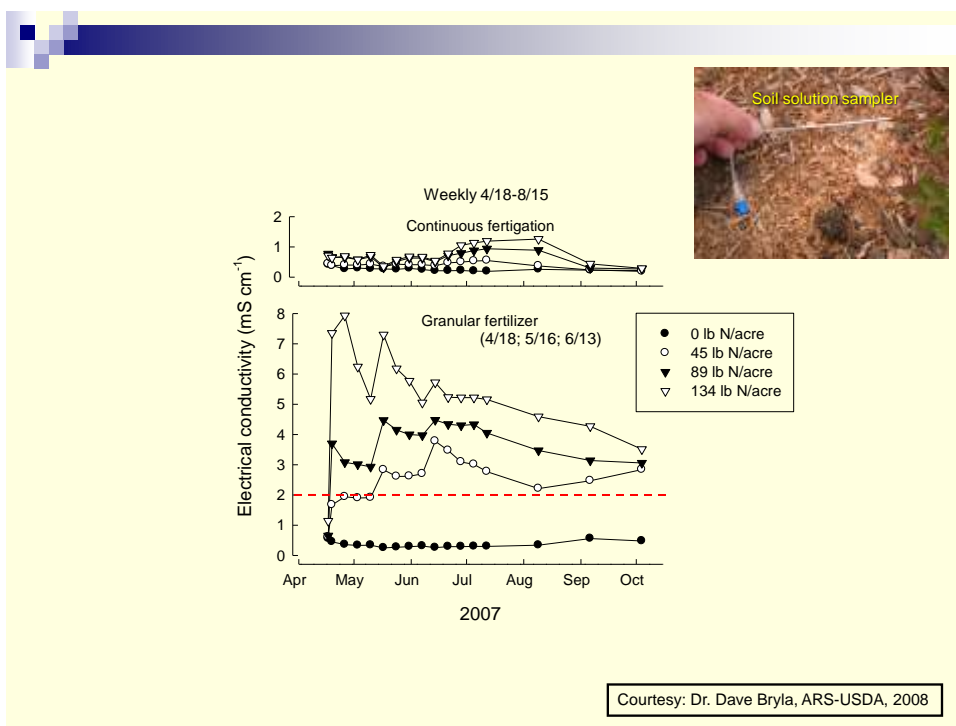 Soil solution sampler
Weekly 4/18-8/15
Continuous fertigation
2
1
0
Electrical conductivity (mS cm-1)
Granular fertilizer
(4/18; 5/16; 6/13)
8
7
6
5
4
3
2
1
0
0 lb N/acre
45 lb N/acre
89 lb N/acre
134 lb N/acre
Apr May Jun Jul Aug Sep Oct
2007
Courtesy: Dr. Dave Bryla, ARS-USDA, 2008